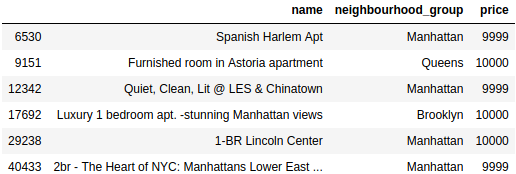 name neighbourhood_group price
6530 Spanish Harlem Apt Manhattan 9999
9151 Furnished room in Astoria apartment Queens 10000
12342 Quiet, Clean, Lit @ LES & Chinatown Manhattan 9999
17692 Luxury 1 bedroom apt. -stunning Manhattan views Brooklyn 10000
29238 1-BR Lincoln Center Manhattan 10000
40433 2br - The Heart of NYC: Manhattans Lower East ... Manhattan 9999